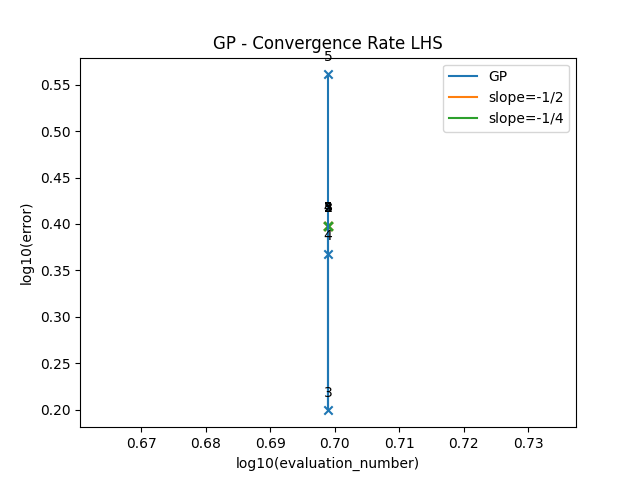 GP - Convergence Rate LHS
5
GP
slope=-1/2
slope=-1/4
0.55
0.50
0.45
0.40
4
0.35
0.30
0.25
3
0.20
log10(error)
0.67 0.68 0.69 0.70 0.71 0.72 0.73
log10(evaluation_number)